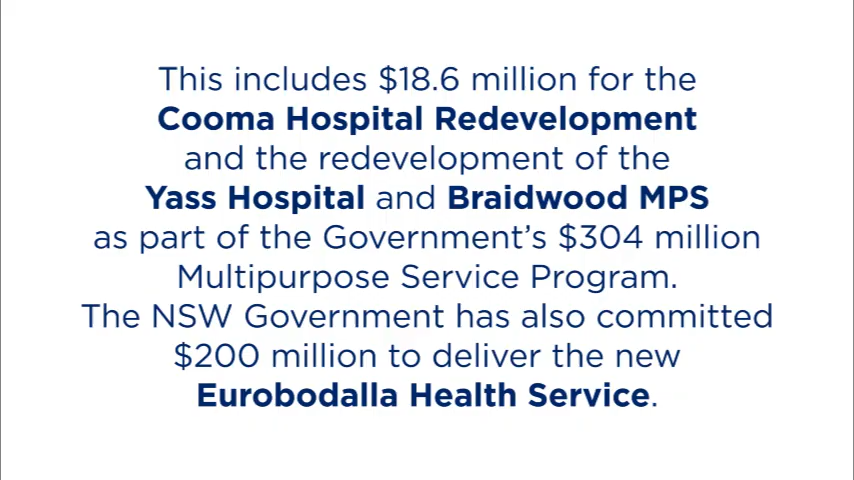 This includes $18.6 million for the
Cooma Hospital Redevelopment
and the redevelopment of the
Yass Hospital and Braidwood MPS
as part of the Government’s $304 million
Multipurpose Service Program.
The NSW Government has also committed
$200 million to deliver the new
Eurobodalla Health Service.